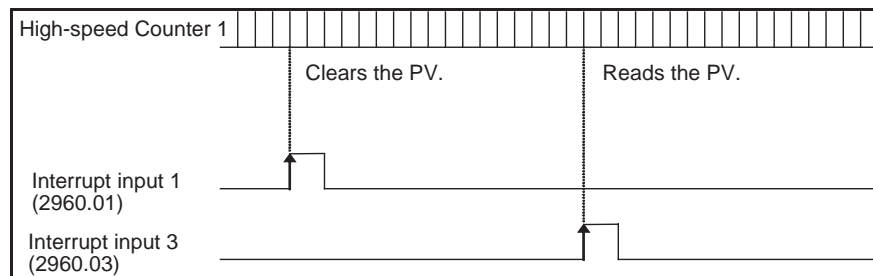 High-speed Counter 1
Clears the PV.
Reads the PV.
Interrupt input 1
(2960.01)
Interrupt input 3
(2960.03)